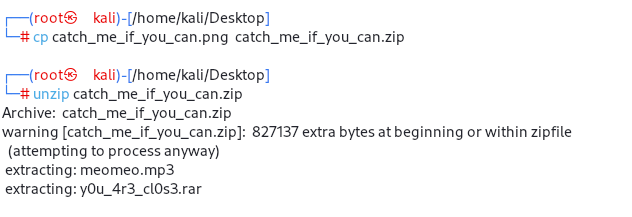 ┌──(root㉿ kali)-[/home/kali/Desktop]
└─# cp catch_me_if_you_can.png catch_me_if_you_can.zip
┌──(root㉿ kali)-[/home/kali/Desktop]
└─# unzip catch_me_if_you_can.zip
Archive: catch_me_if_you_can.zip
warning [catch_me_if_you_can.zip]: 827137 extra bytes at beginning or within zipfile
(attempting to process anyway)
extracting: meomeo.mp3
extracting: y0u_4r3_cl0s3.rar